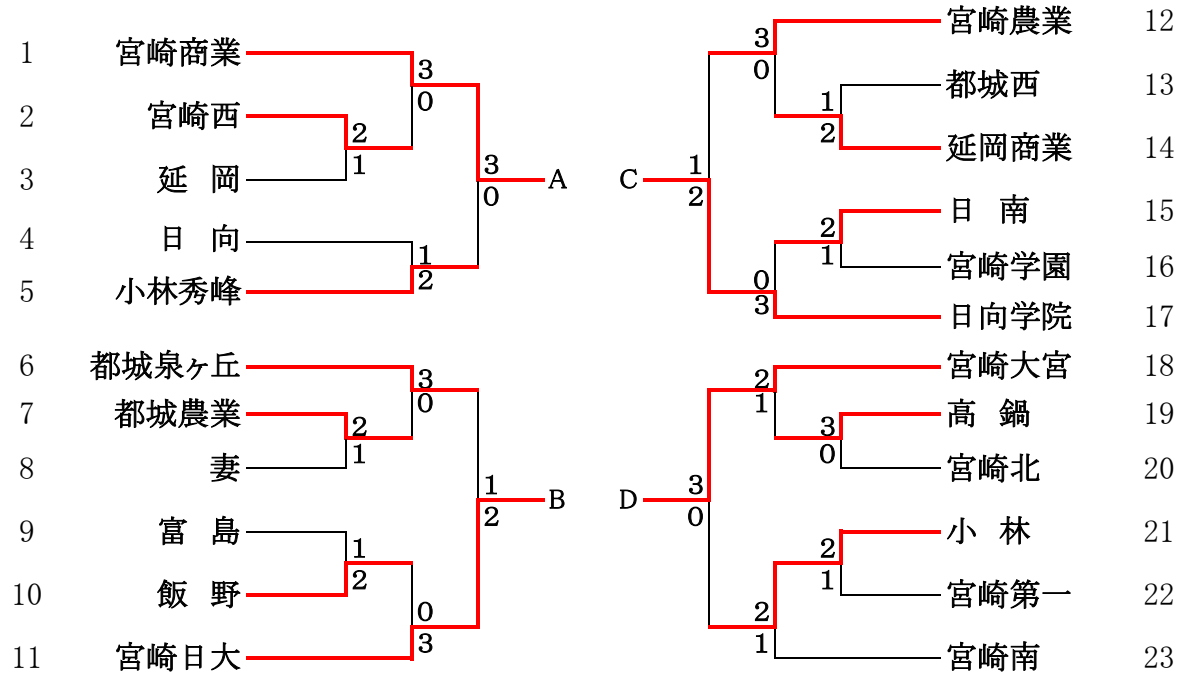 1 宮崎商業
2 宮崎西
3 延 岡
4 日 向
5 小林秀峰
6 都城泉ヶ丘
7 都城農業
8 妻
9 富 島
10 飯 野
11 宮崎日大
3
0
2
1
3
0
A
1
2
3
0
2
1
1
2
B
1
2
0
3
宮崎農業 12
都城西 13
延岡商業 14
日 南 15
宮崎学園 16
日向学院 17
宮崎大宮 18
高 鍋 19
宮崎北 20
小 林 21
宮崎第一 22
宮崎南 23
3
0
1
2
C
1
2
2
1
0
3
2
1
3
0
D
3
0
2
1
2
1